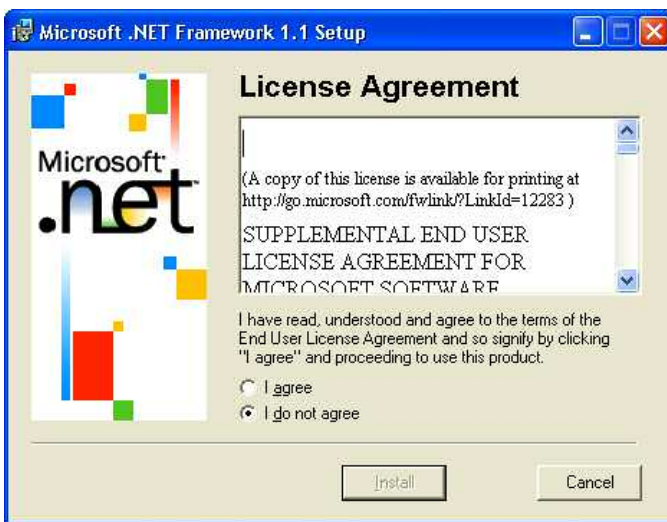 Microsoft .NET Framework 1.1 Setup
License Agreement
Microsoft
.net
(A copy of this license is available for printing at
http://go.microsoft.com/fwlink/?LinkId=12283 )
SUPPLEMENTAL END USER
LICENSE AGREEMENT FOR
MICROSOFT SOFTWARE
I have read, understood and agree to the terms of the
End User License Agreement and so signify by clicking
"I agree" and proceeding to use this product.
I agree
I do not agree
Install
Cancel